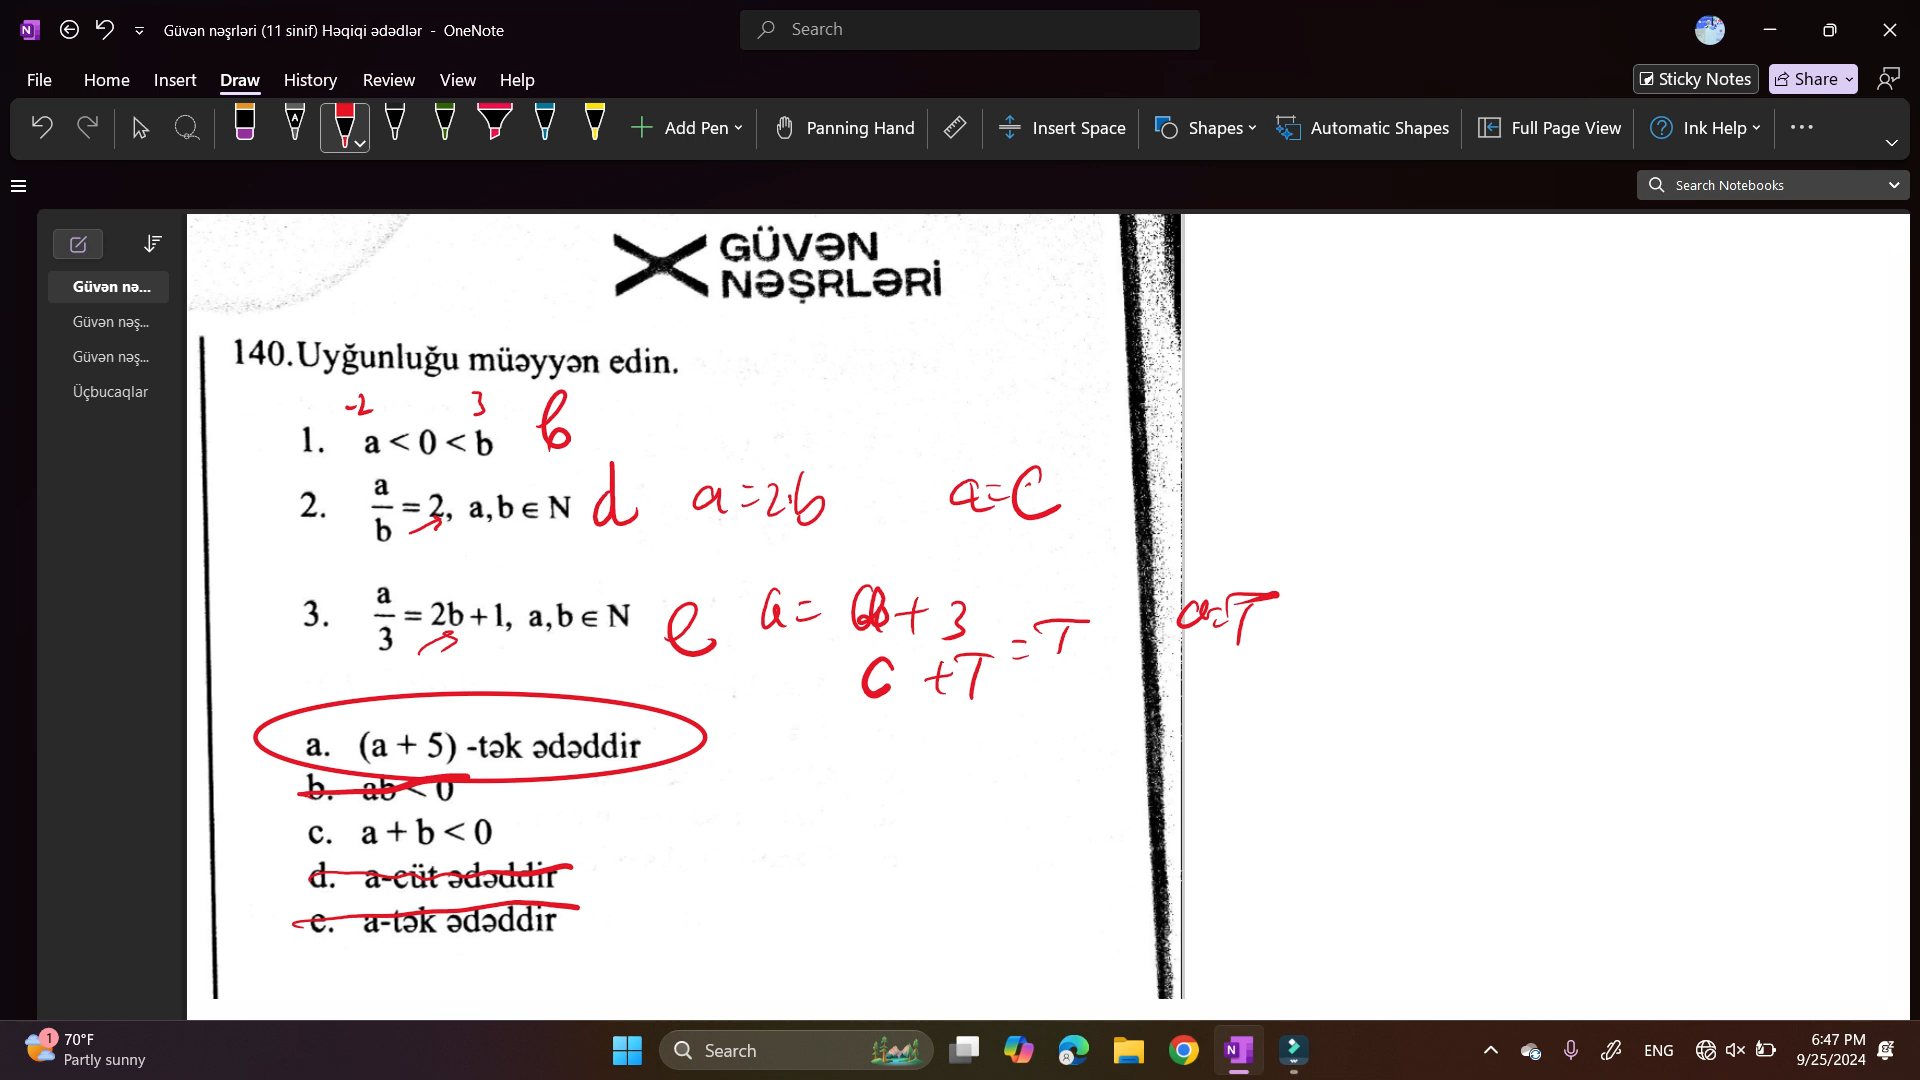 Güvən nəşrləri (11 sinif) Həqiqi ədədlər - OneNote
Search
File Home Insert Draw History Review View Help
Sticky Notes Share
Add Pen Panning Hand Insert Space Shapes Automatic Shapes Full Page View Ink Help
Search Notebooks
Güvən nə...
Güvən nəş...
Güvən nəş...
Üçbucaqlar
GÜVƏN
NƏŞRLƏRİ
140. Uyğunluğu müəyyən edin.
-2 3
1. a < 0 < b b
2. a/b = 2, a,b ∈ N d a=2·b a=C
3. a/3 = 2b+1, a,b ∈ N e a= + 3 a=T
C +T = T
a. (a + 5) -tək ədəddir
b. ab < 0
c. a + b < 0
d. a-cüt ədəddir
e. a-tək ədəddir
1
70°F
Partly sunny
Search
ENG
6:47 PM
9/25/2024